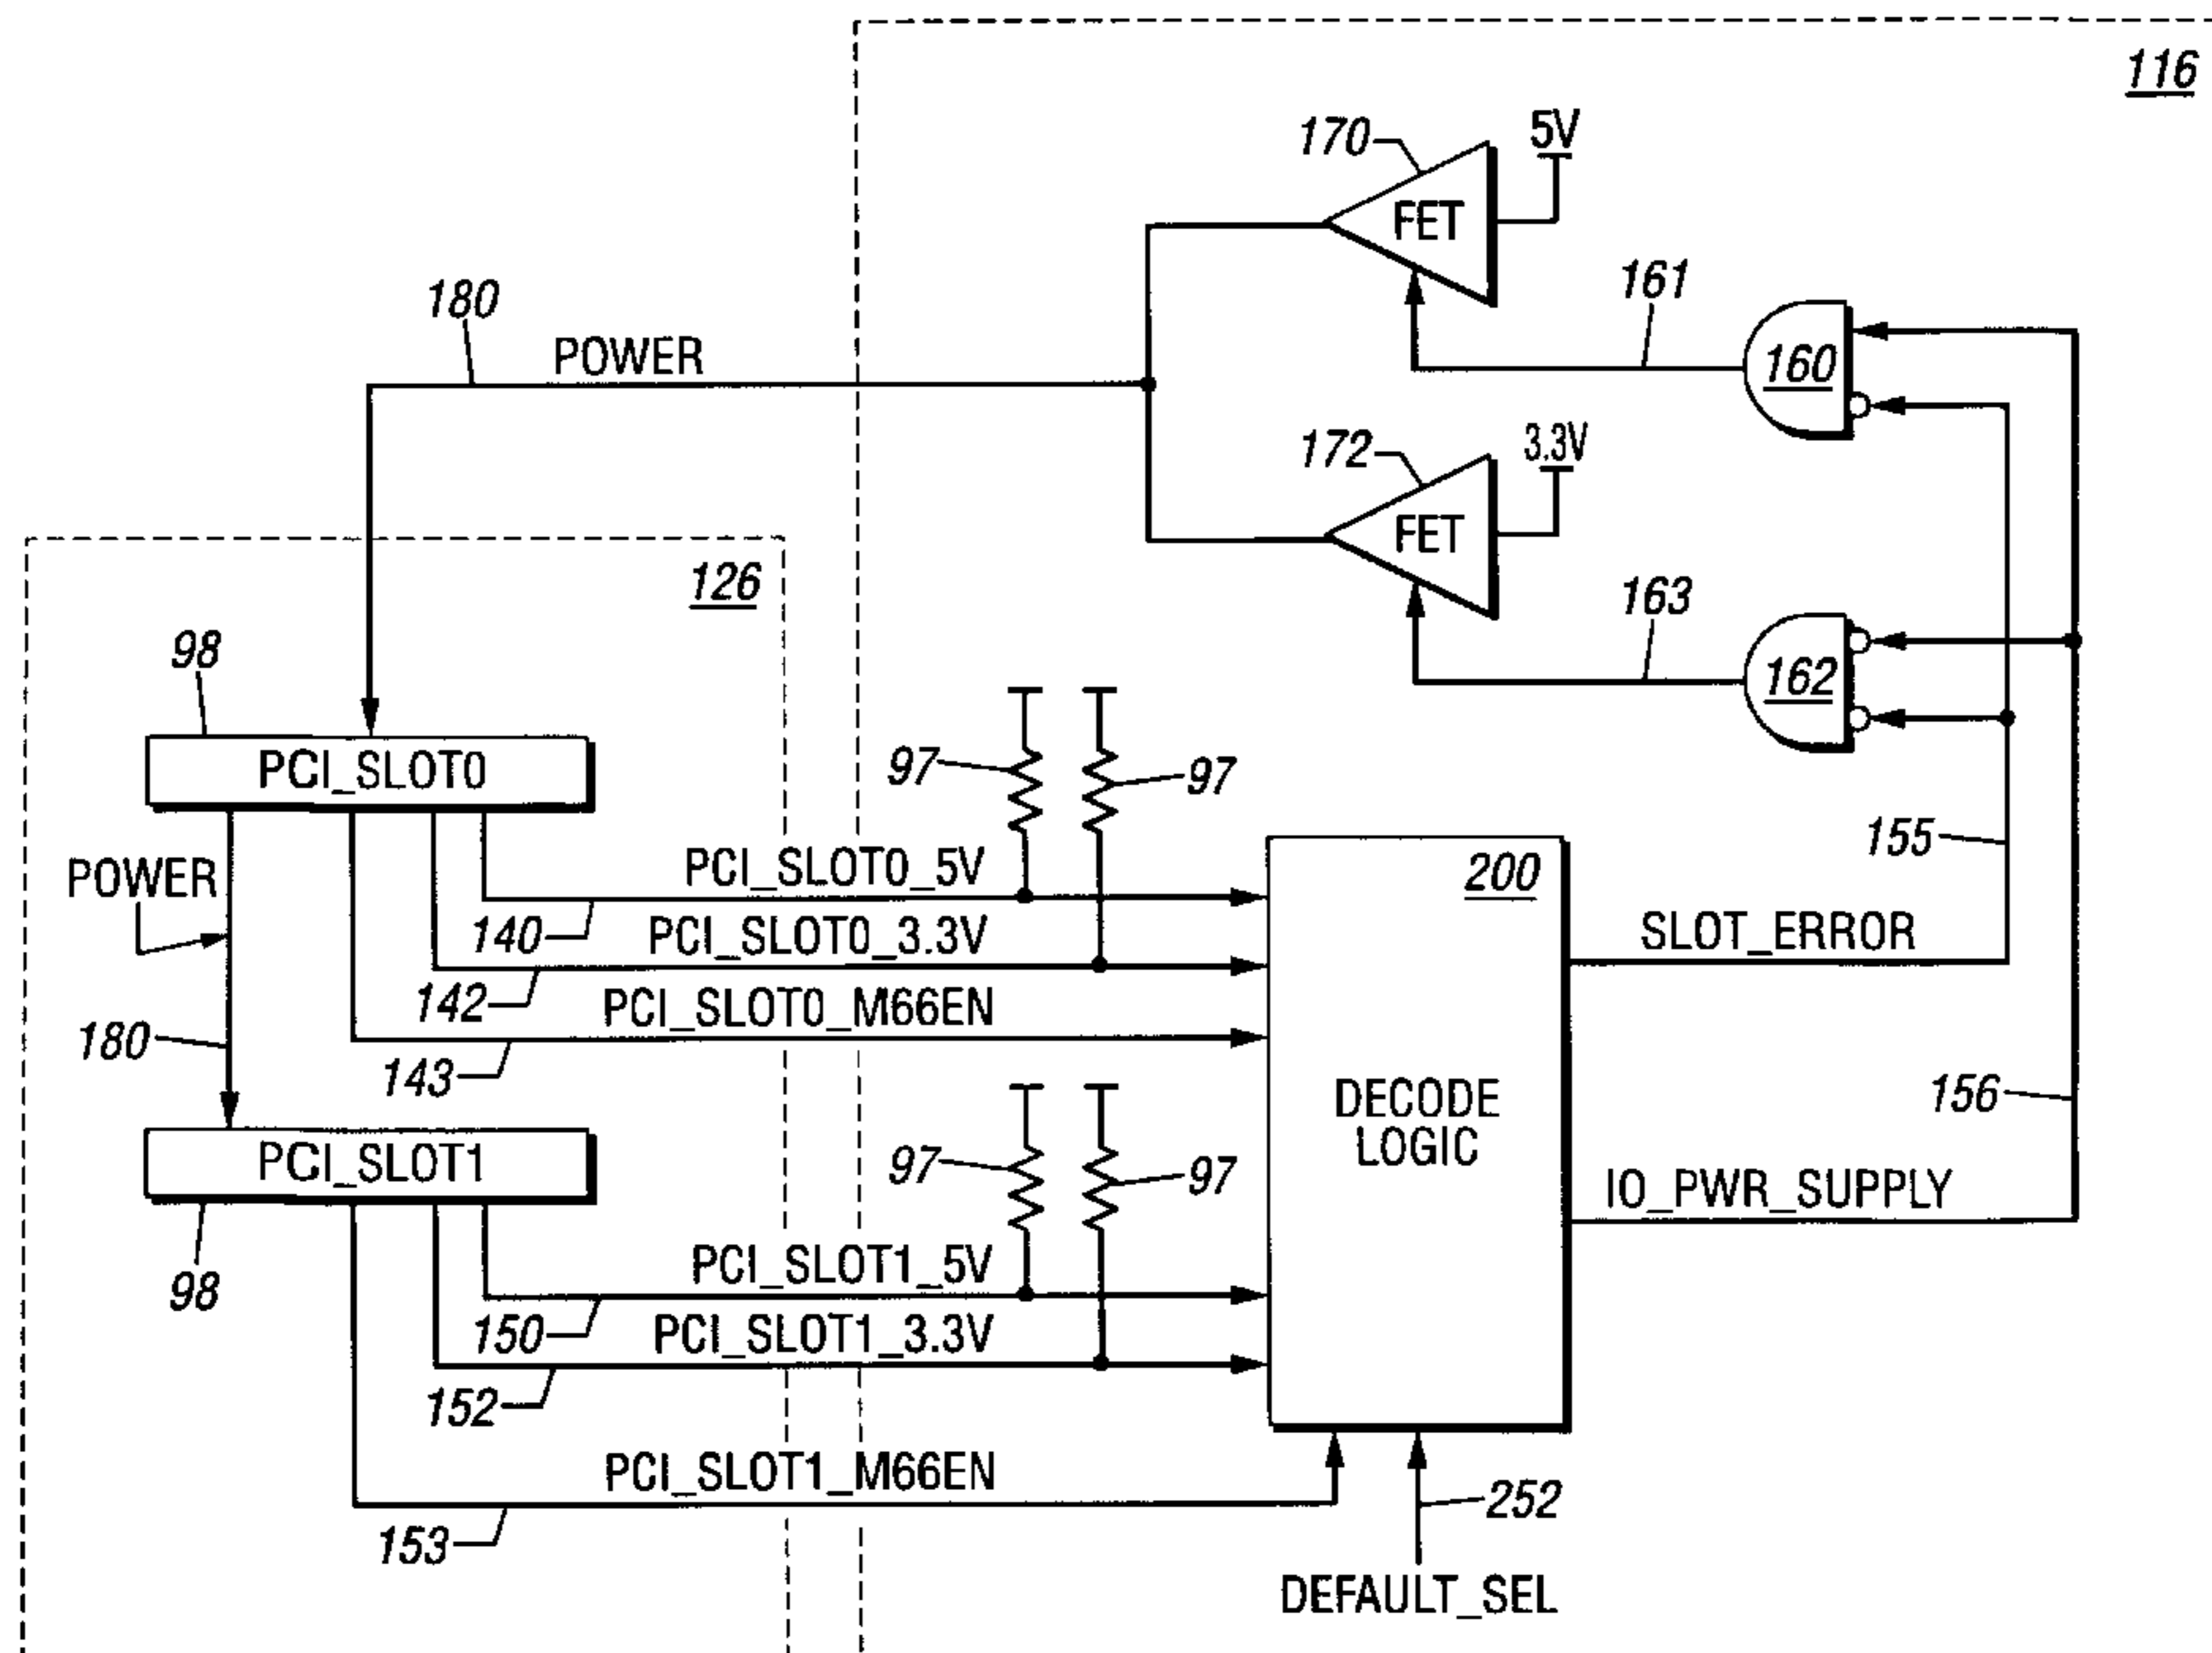 116
170
5V
FET
161
160
180
POWER
172
3.3V
FET
163
162
126
98
PCI_SLOT0
97
97
155
POWER
PCI_SLOT0_5V
200
140
PCI_SLOT0_3.3V
SLOT_ERROR
142
PCI_SLOT0_M66EN
180
143
DECODE
LOGIC
156
97
97
PCI_SLOT1
IO_PWR_SUPPLY
98
PCI_SLOT1_5V
150
PCI_SLOT1_3.3V
152
PCI_SLOT1_M66EN
153
252
DEFAULT_SEL